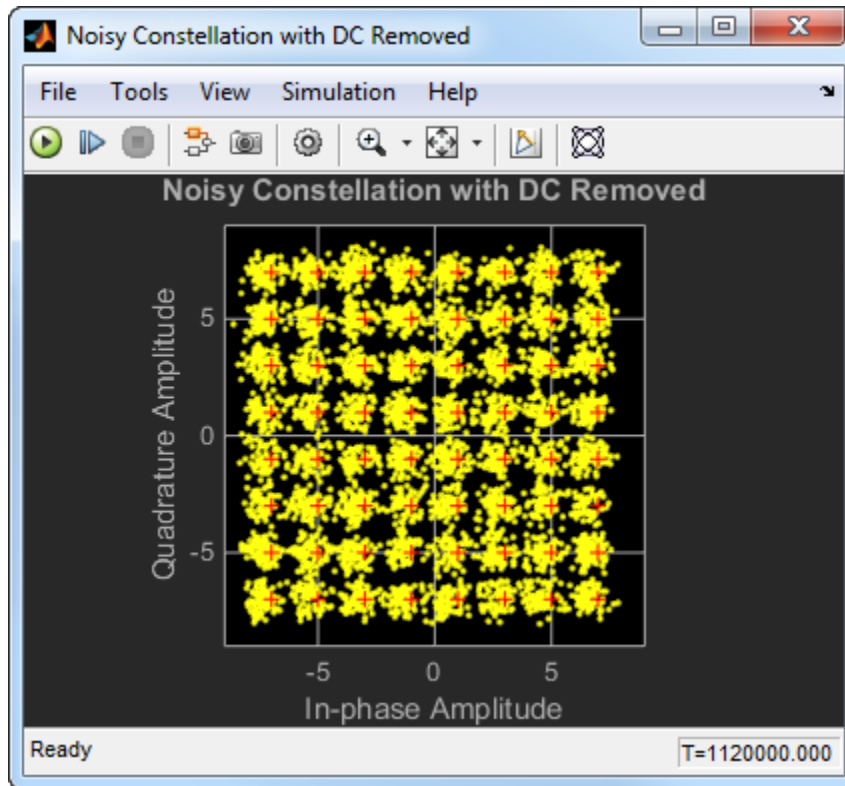 Noisy Constellation with DC Removed
File Tools View Simulation Help
Noisy Constellation with DC Removed
Quadrature Amplitude
5
0
-5
-5 0 5
In-phase Amplitude
Ready T=1120000.000